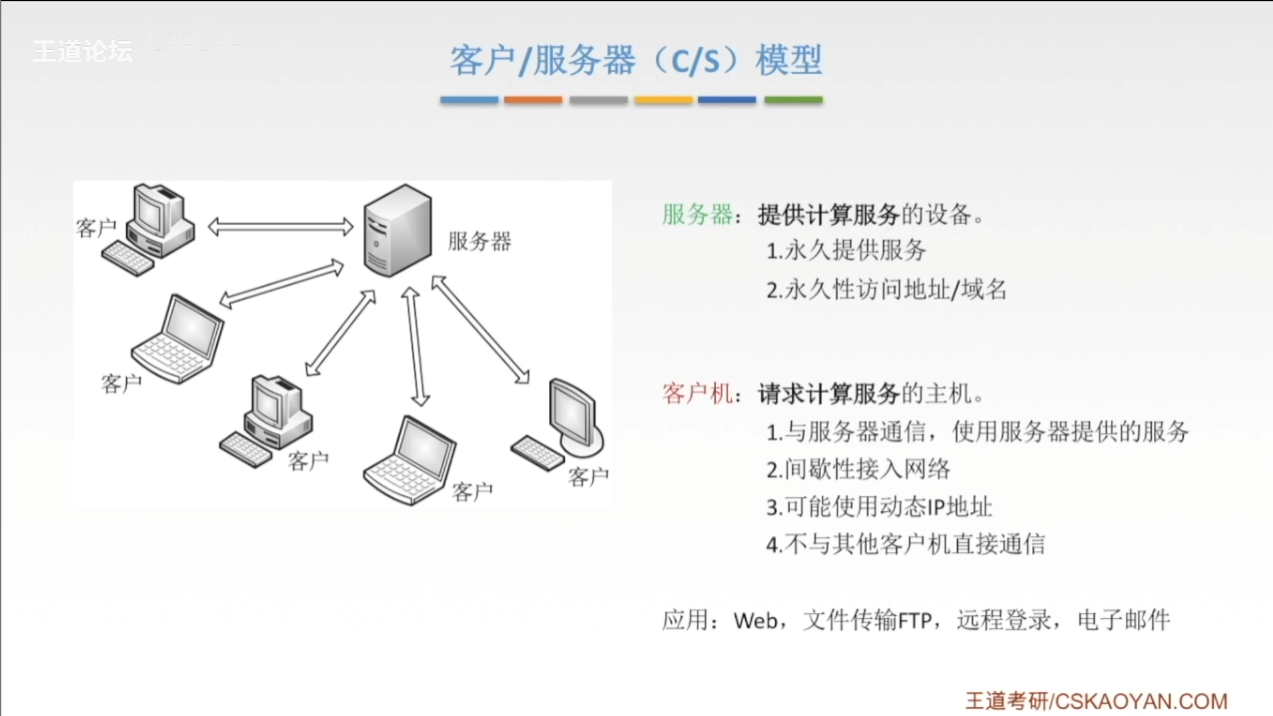 王道论坛
客户/服务器（C/S）模型
客户
服务器
客户
客户
客户
客户
服务器：提供计算服务的设备。
1.永久提供服务
2.永久性访问地址/域名
客户机：请求计算服务的主机。
1.与服务器通信，使用服务器提供的服务
2.间歇性接入网络
3.可能使用动态IP地址
4.不与其他客户机直接通信
应用：Web，文件传输FTP，远程登录，电子邮件
王道考研/CSKAOYAN.COM